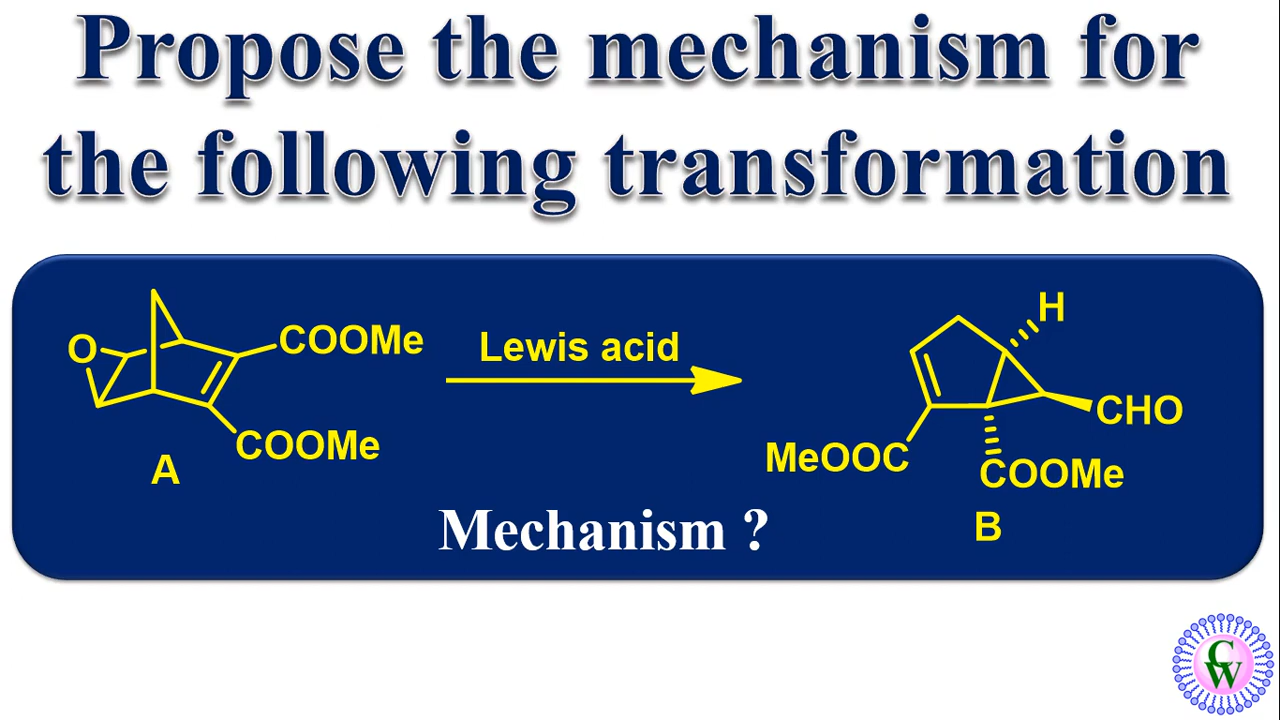 Propose the mechanism for
the following transformation
O
COOMe
COOMe
A
Lewis acid
H
CHO
MeOOC
COOMe
B
Mechanism ?
C
W